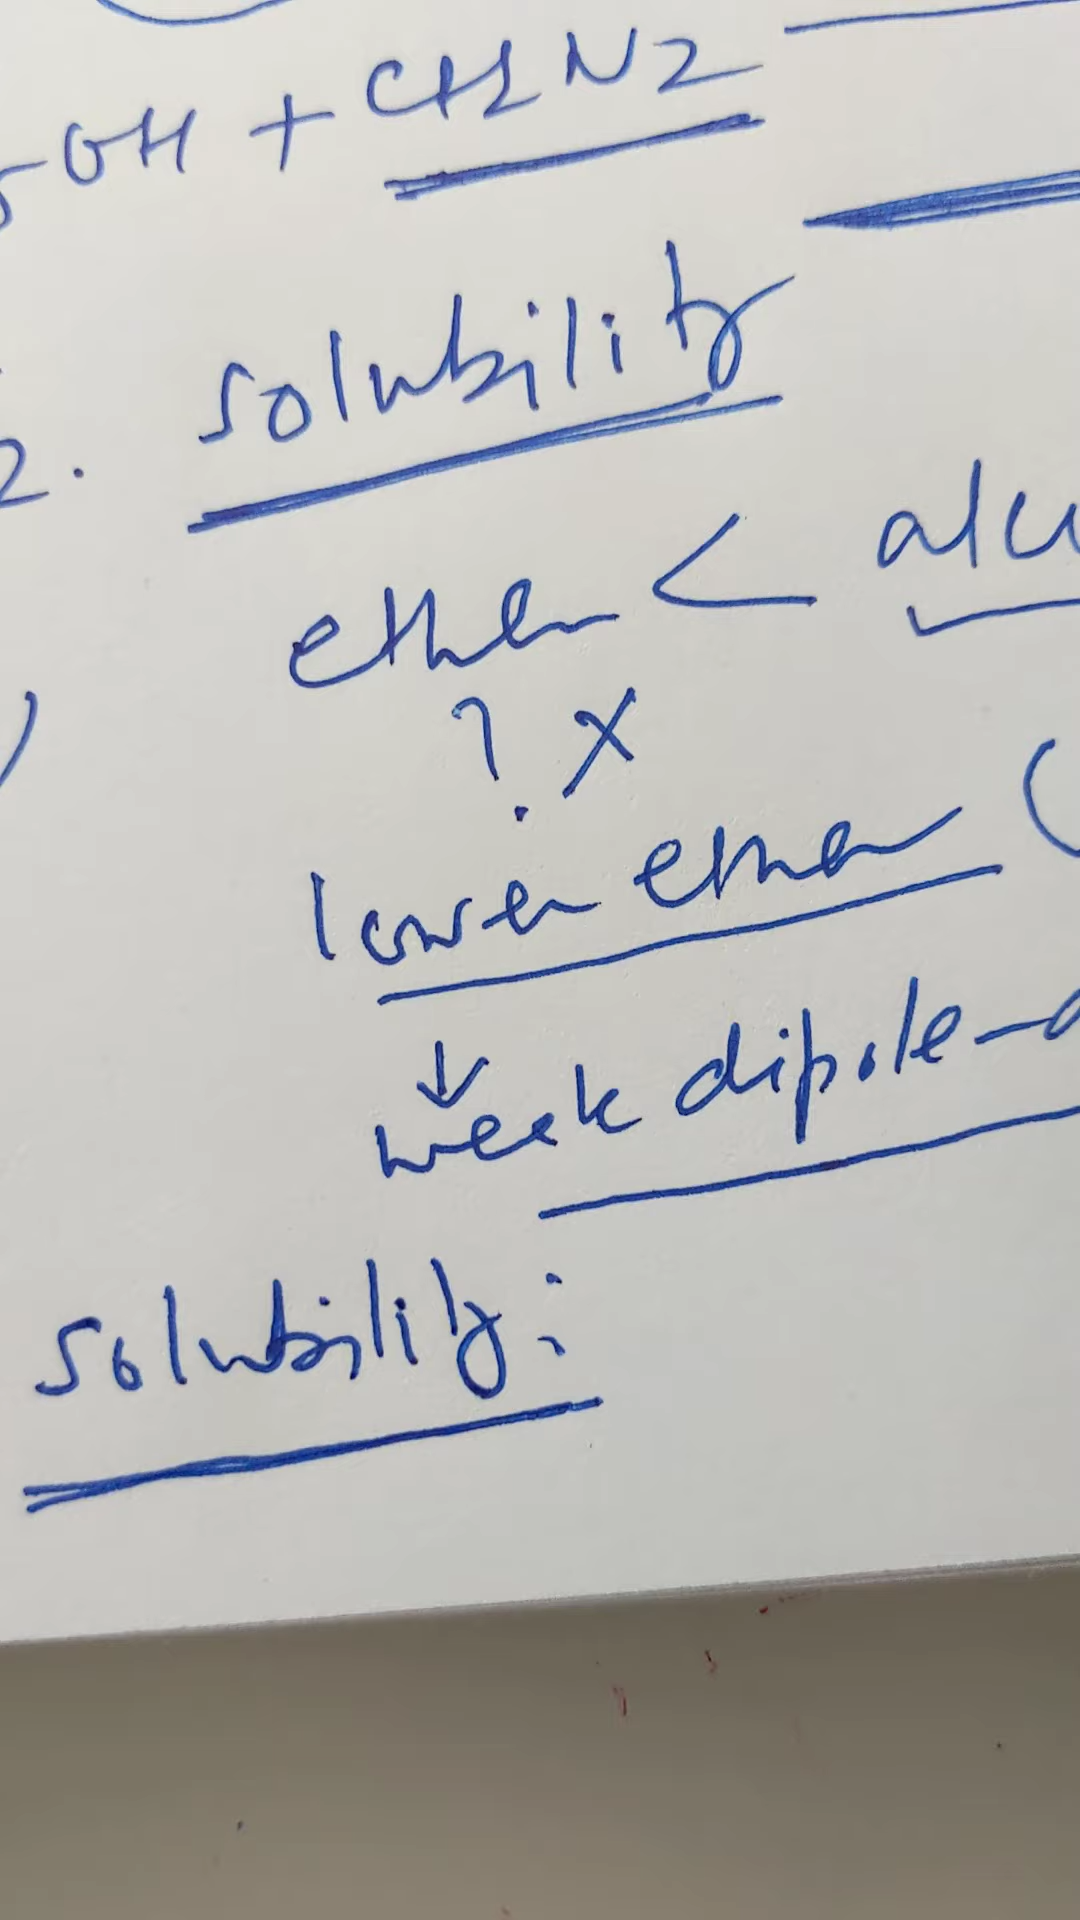 OH + CH2N2
2. solubility
ether < alc
? X
lower ether (
↓
weak dipole-d
solubility: